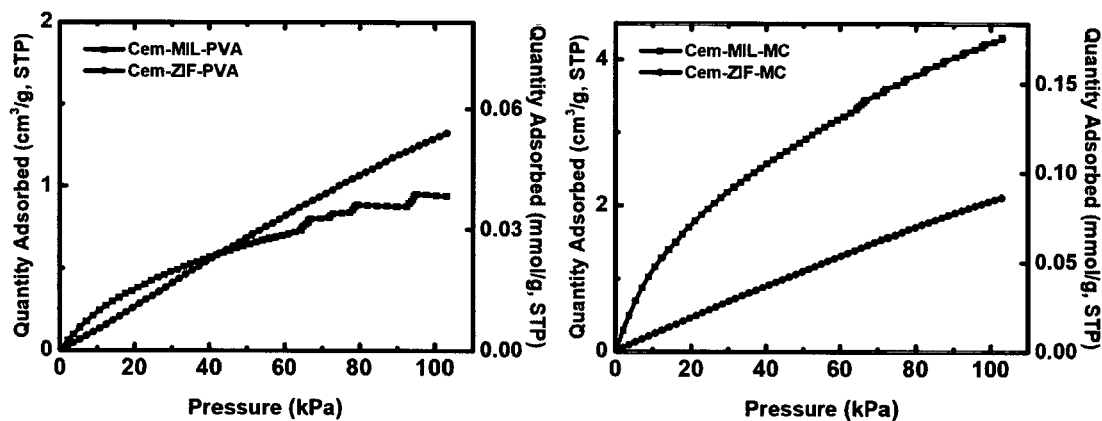 2
1
0
Quantity Adsorbed (cm³/g, STP)
Cem-MIL-PVA
Cem-ZIF-PVA
0.06
0.03
0.00
Quantity Adsorbed (mmol/g, STP)
0 20 40 60 80 100
Pressure (kPa)
4
2
0
Quantity Adsorbed (cm³/g, STP)
Cem-MIL-MC
Cem-ZIF-MC
0.15
0.10
0.05
0.00
Quantity Adsorbed (mmol/g, STP)
0 20 40 60 80 100
Pressure (kPa)